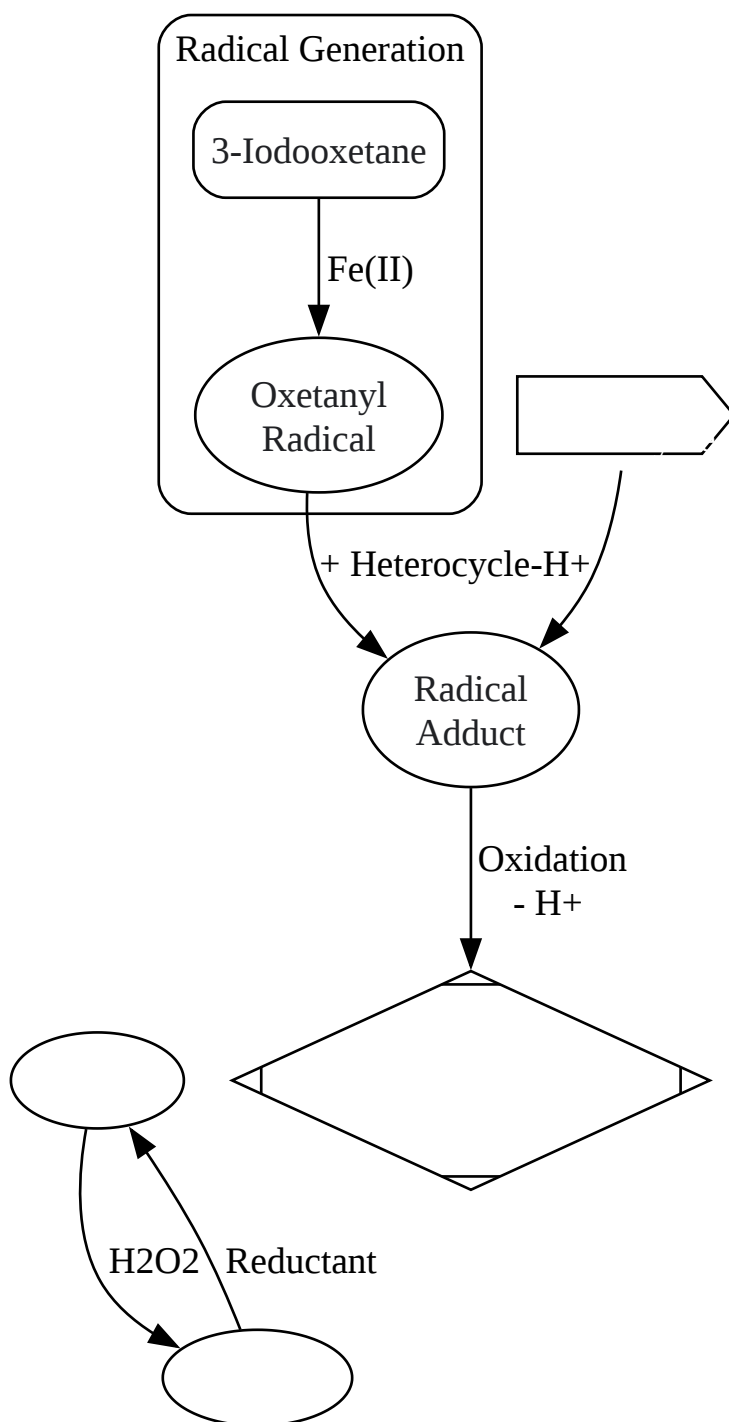 Radical Generation
3-Iodooxetane
Fe(II)
Oxetanyl
Radical
+ Heterocycle-H+
Radical
Adduct
Oxidation
- H+
H2O2
Reductant